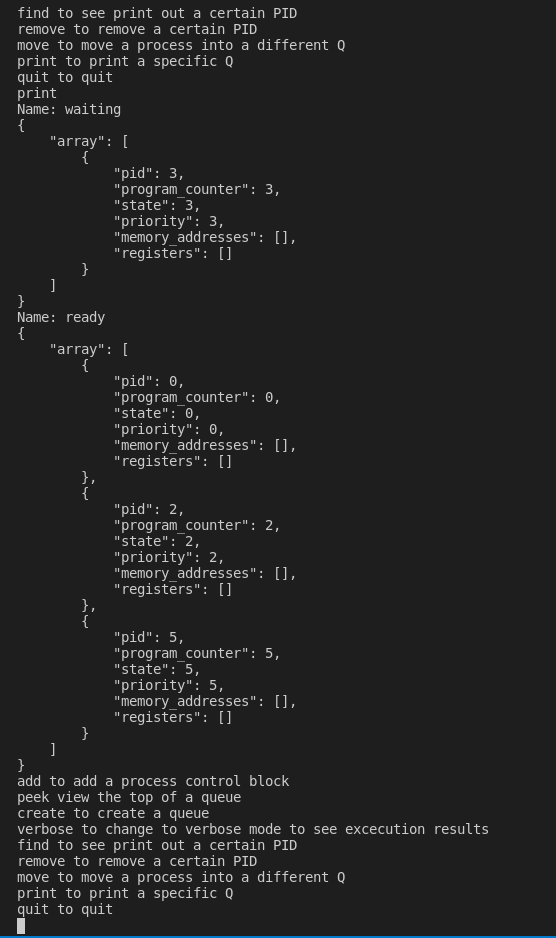 find to see print out a certain PID
remove to remove a certain PID
move to move a process into a different Q
print to print a specific Q
quit to quit
print
Name: waiting
{
    "array": [
        {
            "pid": 3,
            "program_counter": 3,
            "state": 3,
            "priority": 3,
            "memory_addresses": [],
            "registers": []
        }
    ]
}
Name: ready
{
    "array": [
        {
            "pid": 0,
            "program_counter": 0,
            "state": 0,
            "priority": 0,
            "memory_addresses": [],
            "registers": []
        },
        {
            "pid": 2,
            "program_counter": 2,
            "state": 2,
            "priority": 2,
            "memory_addresses": [],
            "registers": []
        },
        {
            "pid": 5,
            "program_counter": 5,
            "state": 5,
            "priority": 5,
            "memory_addresses": [],
            "registers": []
        }
    ]
}
add to add a process control block
peek view the top of a queue
create to create a queue
verbose to change to verbose mode to see excecution results
find to see print out a certain PID
remove to remove a certain PID
move to move a process into a different Q
print to print a specific Q
quit to quit